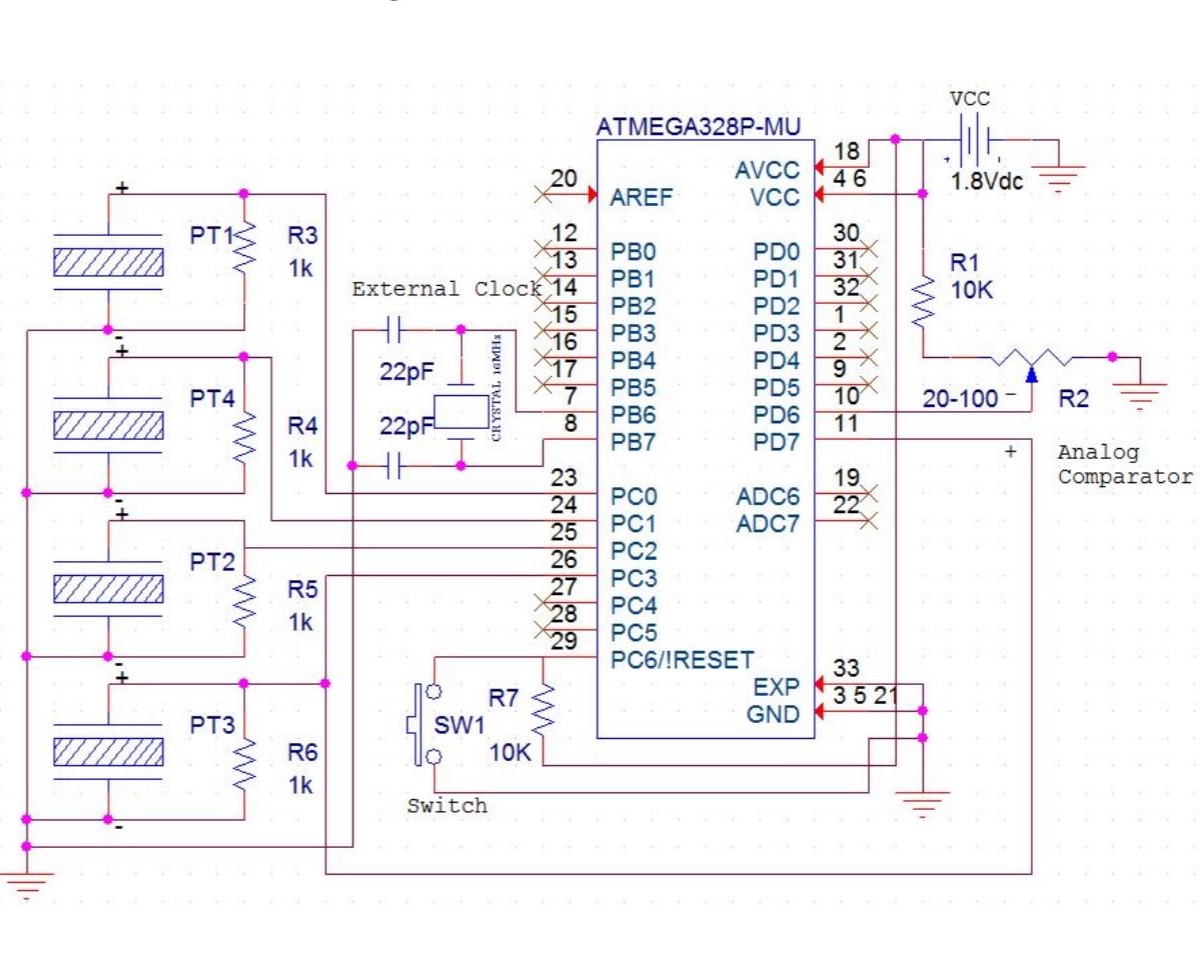 ATMEGA328P-MU
VCC
1.8Vdc
20
AREF
12
PB0
13
PB1
14
PB2
15
PB3
16
PB4
17
PB5
7
PB6
8
PB7
23
PC0
24
PC1
25
PC2
26
PC3
27
PC4
28
PC5
29
PC6/!RESET
AVCC
18
VCC
4 6
PD0
30
PD1
31
PD2
32
PD3
1
PD4
2
PD5
9
PD6
10
PD7
11
ADC6
19
ADC7
22
EXP
33
GND
3 5 21
+
PT1
R3
1k
-
+
PT4
R4
1k
-
+
PT2
R5
1k
-
+
PT3
R6
1k
-
External Clock
22pF
22pF
CRYSTAL 16MHz
R1
10K
20-100
-
R2
+
Analog
Comparator
R7
10K
SW1
Switch